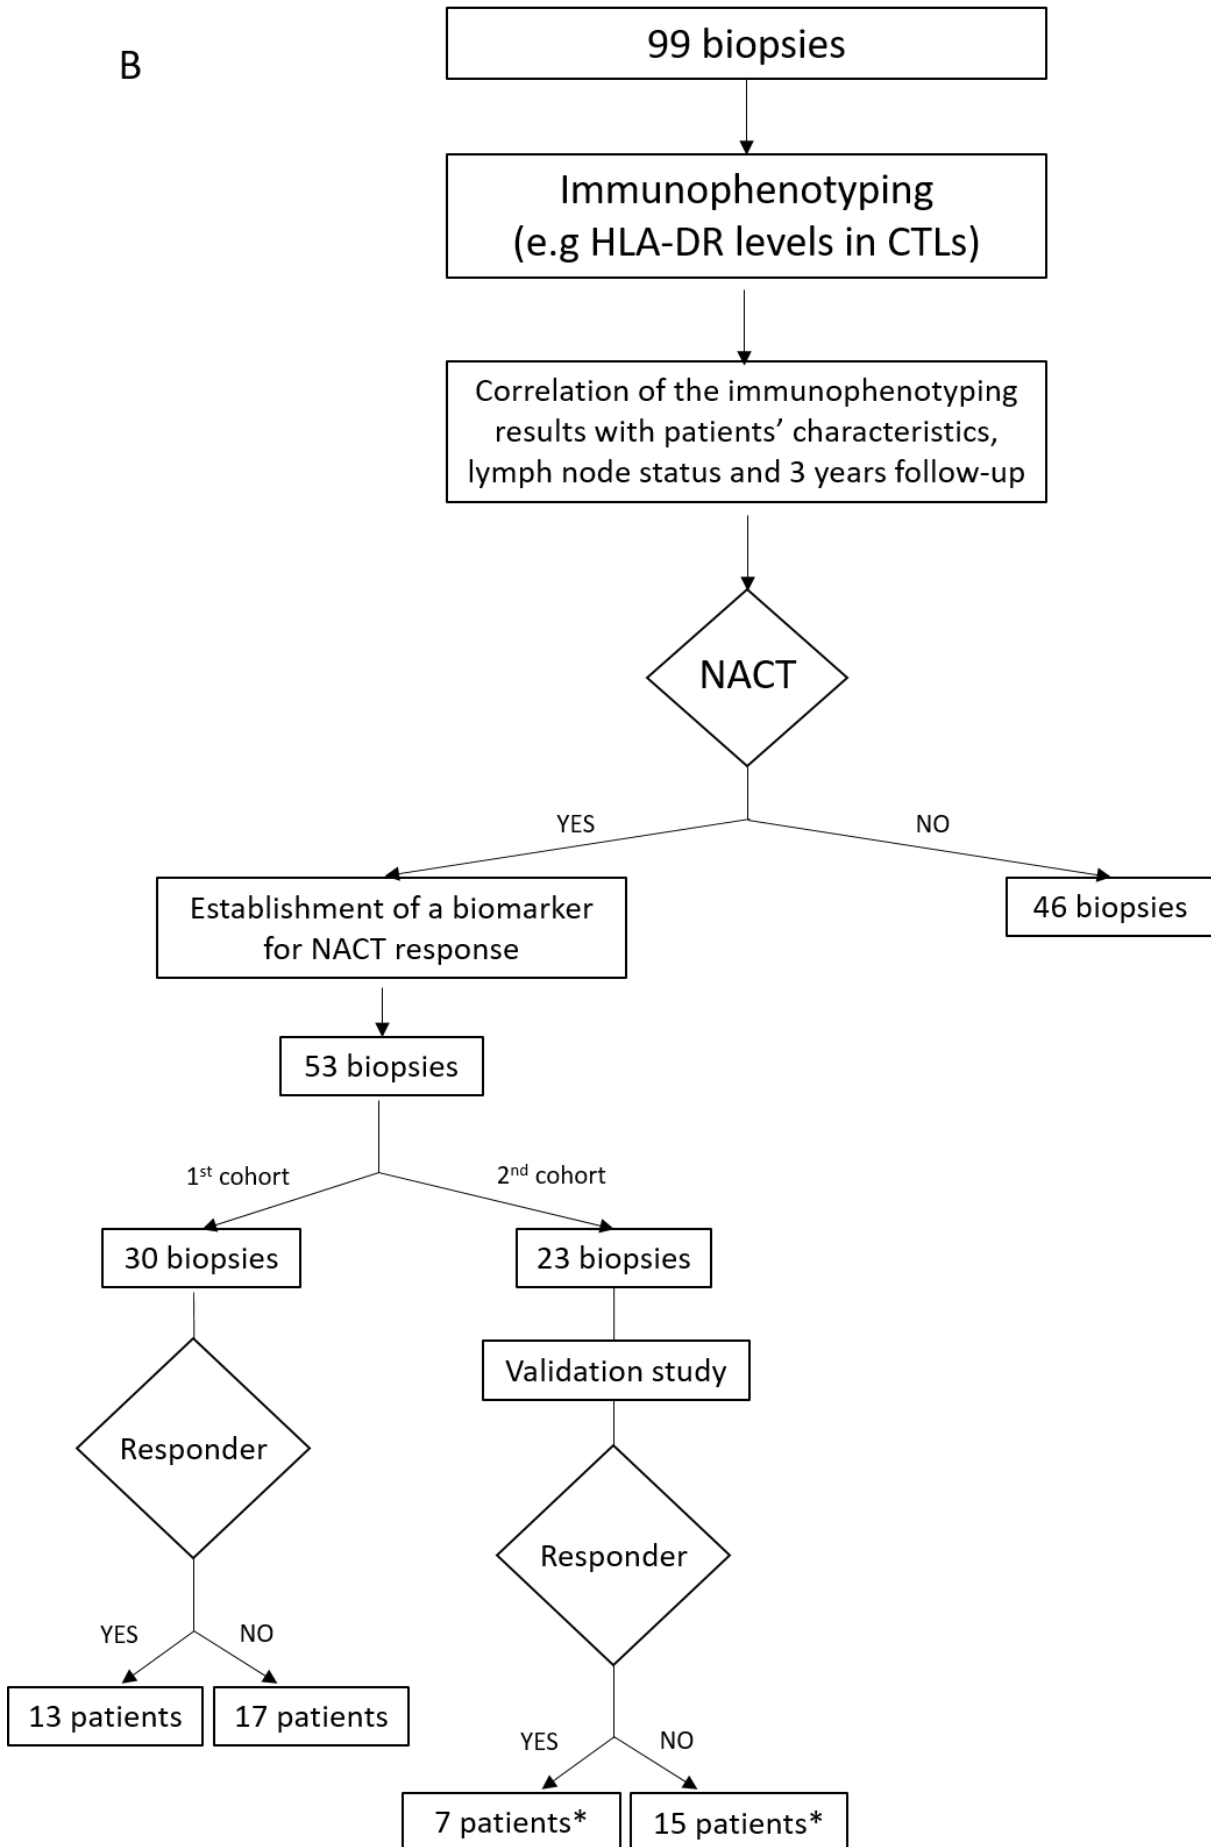 B
99 biopsies
Immunophenotyping
(e.g HLA-DR levels in CTLs)
Correlation of the immunophenotyping
results with patients’ characteristics,
lymph node status and 3 years follow-up
NACT
YES
NO
Establishment of a biomarker
for NACT response
46 biopsies
53 biopsies
1st cohort
2nd cohort
30 biopsies
23 biopsies
Validation study
Responder
Responder
YES
NO
13 patients
17 patients
YES
NO
7 patients*
15 patients*